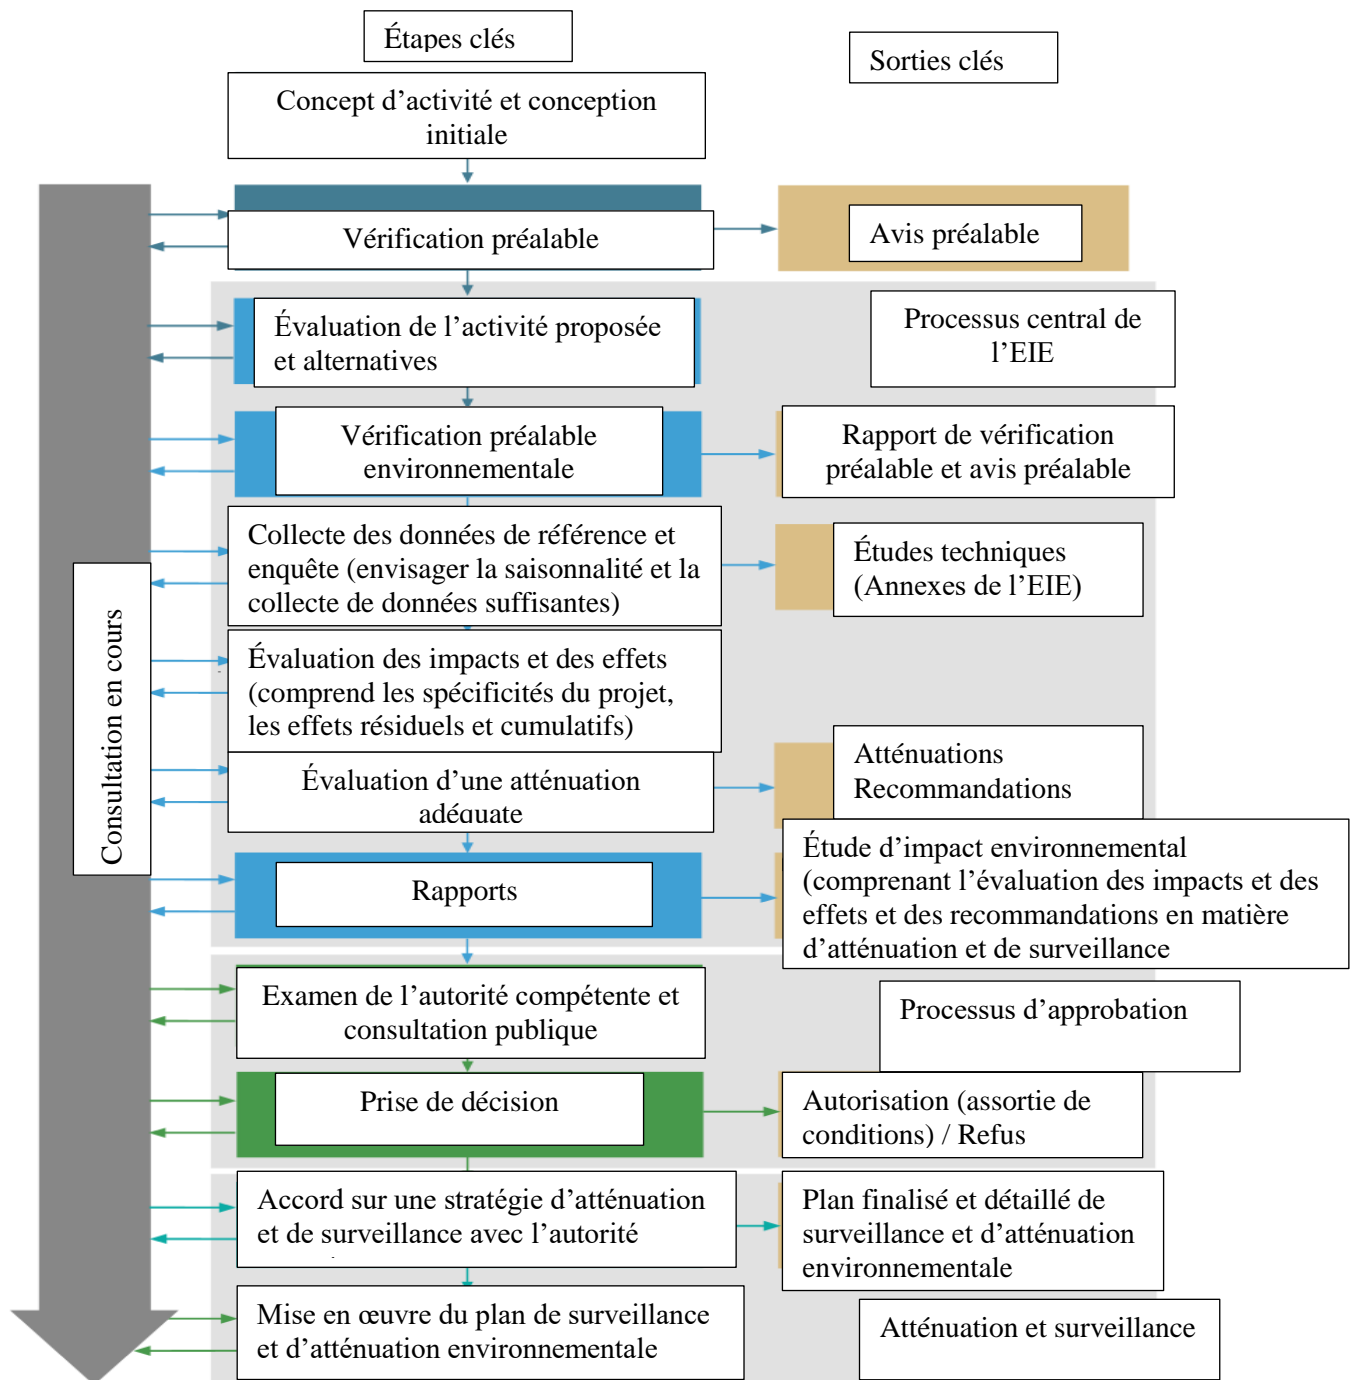 Étapes clés
Sorties clés
Concept d’activité et conception
initiale
Vérification préalable
Avis préalable
Évaluation de l’activité proposée
et alternatives
Processus central de
l’EIE
Vérification préalable
environnementale
Rapport de vérification
préalable et avis préalable
Collecte des données de référence et
enquête (envisager la saisonnalité et la
collecte de données suffisantes)
Études techniques
(Annexes de l’EIE)
Consultation en cours
Évaluation des impacts et des effets
(comprend les spécificités du projet,
les effets résiduels et cumulatifs)
Évaluation d’une atténuation
adéquate
Atténuations
Recommandations
Rapports
Étude d’impact environnemental
(comprenant l’évaluation des impacts et des
effets et des recommandations en matière
d’atténuation et de surveillance
Examen de l’autorité compétente et
consultation publique
Processus d’approbation
Prise de décision
Autorisation (assortie de
conditions) / Refus
Accord sur une stratégie d’atténuation
et de surveillance avec l’autorité
Plan finalisé et détaillé de
surveillance et d’atténuation
environnementale
Mise en œuvre du plan de surveillance
et d’atténuation environnementale
Atténuation et surveillance